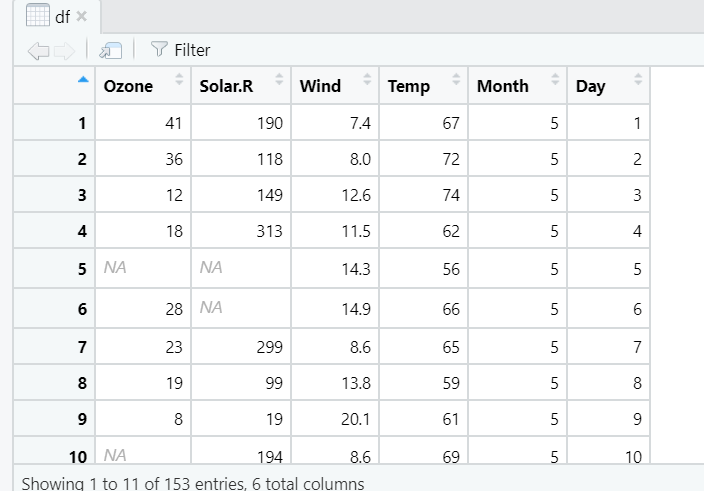 df
Filter
Ozone Solar.R Wind Temp Month Day
1 41 190 7.4 67 5 1
2 36 118 8.0 72 5 2
3 12 149 12.6 74 5 3
4 18 313 11.5 62 5 4
5 NA NA 14.3 56 5 5
6 28 NA 14.9 66 5 6
7 23 299 8.6 65 5 7
8 19 99 13.8 59 5 8
9 8 19 20.1 61 5 9
10 NA 194 8.6 69 5 10
Showing 1 to 11 of 153 entries, 6 total columns